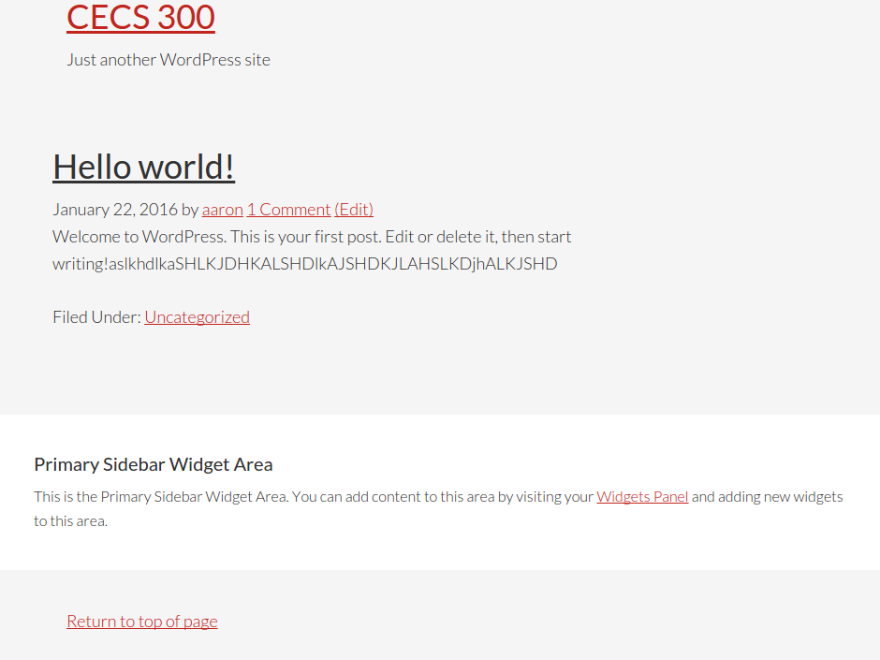 CECS 300
Just another WordPress site
Hello world!
January 22, 2016 by aaron 1 Comment (Edit)
Welcome to WordPress. This is your first post. Edit or delete it, then start
writing!aslkhdlkaSHLKJDHKALSHDlkAJSHDKJLAHSLKDjhALKJSHD
Filed Under: Uncategorized
Primary Sidebar Widget Area
This is the Primary Sidebar Widget Area. You can add content to this area by visiting your Widgets Panel and adding new widgets
to this area.
Return to top of page